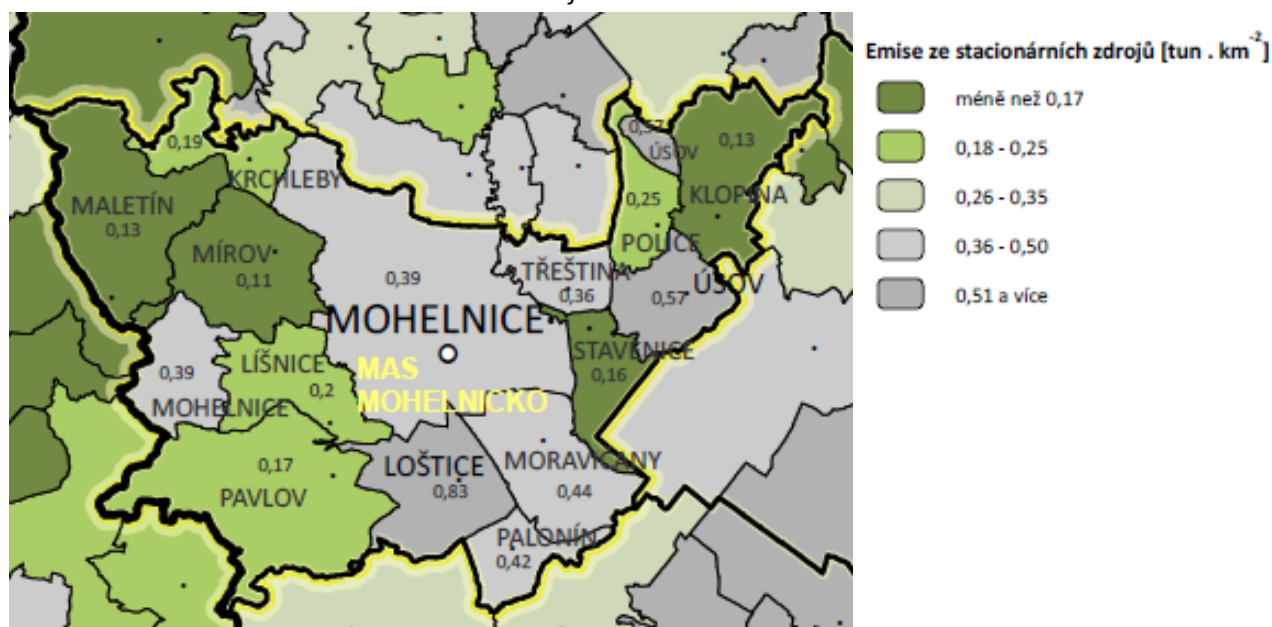 Emise ze stacionárních zdrojů [tun . km-2]
méně než 0,17
0,18 - 0,25
0,26 - 0,35
0,36 - 0,50
0,51 a více
0,19
KRCHLEBY
0,57
ÚSOV
0,13
KLOPINA
MALETÍN
0,13
0,25
POLICE
MÍROV
0,11
0,39
MOHELNICE
TŘEŠTINA
0,36
0,57
ÚSOV
STAVENICE
0,16
0,39
MOHELNICE
LÍŠNICE
0,2
MAS
MOHELNICKO
0,17
PAVLOV
LOŠTICE
0,83
MORAVIČANY
0,44
PALONÍN
0,42